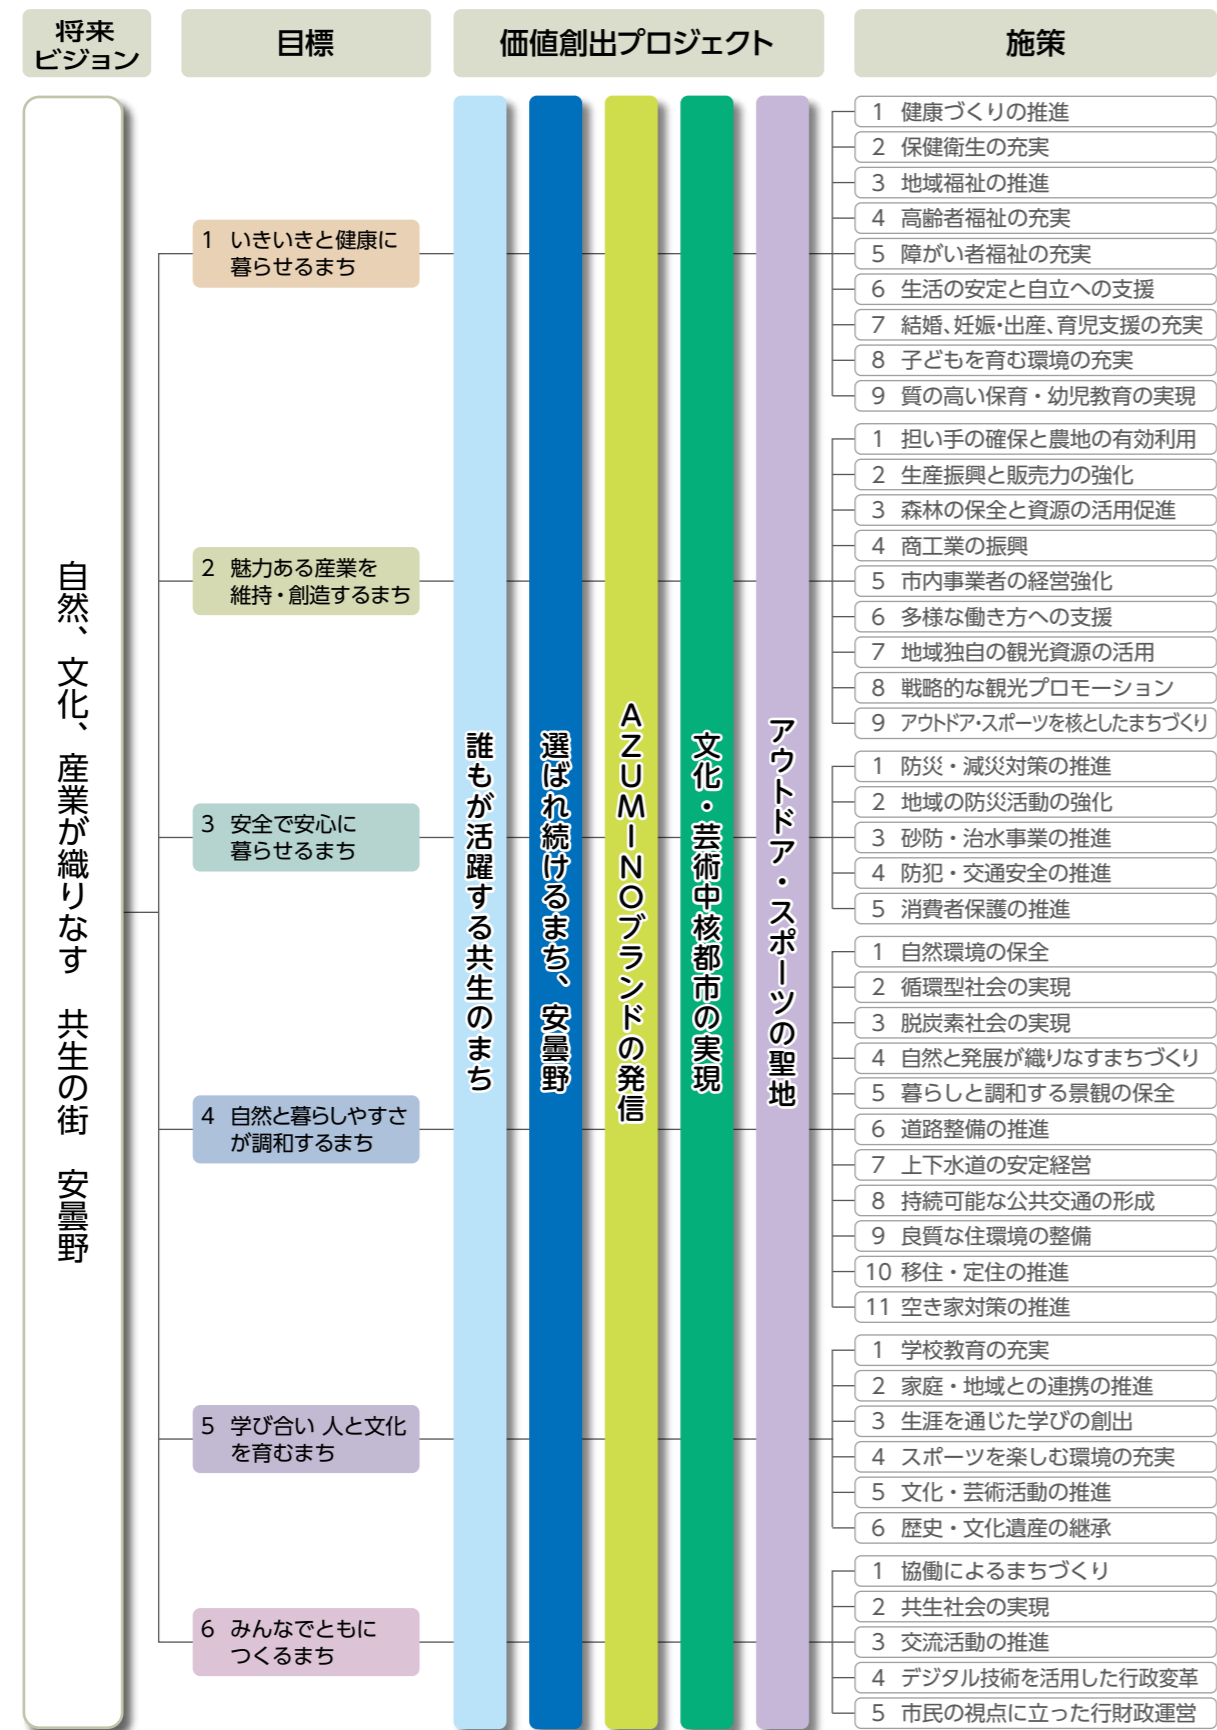 将来
ビジョン
目標
価値創出プロジェクト
施策
自然、文化、産業が織りなす 共生の街 安曇野
1 いきいきと健康に
暮らせるまち
2 魅力ある産業を
維持・創造するまち
3 安全で安心に
暮らせるまち
4 自然と暮らしやすさ
が調和するまち
5 学び合い 人と文化
を育むまち
6 みんなでともに
つくるまち
誰もが活躍する共生のまち
選ばれ続けるまち、安曇野
AZUMINOブランドの発信
文化・芸術中核都市の実現
アウトドア・スポーツの聖地
1 健康づくりの推進
2 保健衛生の充実
3 地域福祉の推進
4 高齢者福祉の充実
5 障がい者福祉の充実
6 生活の安定と自立への支援
7 結婚、妊娠・出産、育児支援の充実
8 子どもを育む環境の充実
9 質の高い保育・幼児教育の実現
1 担い手の確保と農地の有効利用
2 生産振興と販売力の強化
3 森林の保全と資源の活用促進
4 商工業の振興
5 市内事業者の経営強化
6 多様な働き方への支援
7 地域独自の観光資源の活用
8 戦略的な観光プロモーション
9 アウトドア・スポーツを核としたまちづくり
1 防災・減災対策の推進
2 地域の防災活動の強化
3 砂防・治水事業の推進
4 防犯・交通安全の推進
5 消費者保護の推進
1 自然環境の保全
2 循環型社会の実現
3 脱炭素社会の実現
4 自然と発展が織りなすまちづくり
5 暮らしと調和する景観の保全
6 道路整備の推進
7 上下水道の安定経営
8 持続可能な公共交通の形成
9 良質な住環境の整備
10 移住・定住の推進
11 空き家対策の推進
1 学校教育の充実
2 家庭・地域との連携の推進
3 生涯を通じた学びの創出
4 スポーツを楽しむ環境の充実
5 文化・芸術活動の推進
6 歴史・文化遺産の継承
1 協働によるまちづくり
2 共生社会の実現
3 交流活動の推進
4 デジタル技術を活用した行政変革
5 市民の視点に立った行財政運営